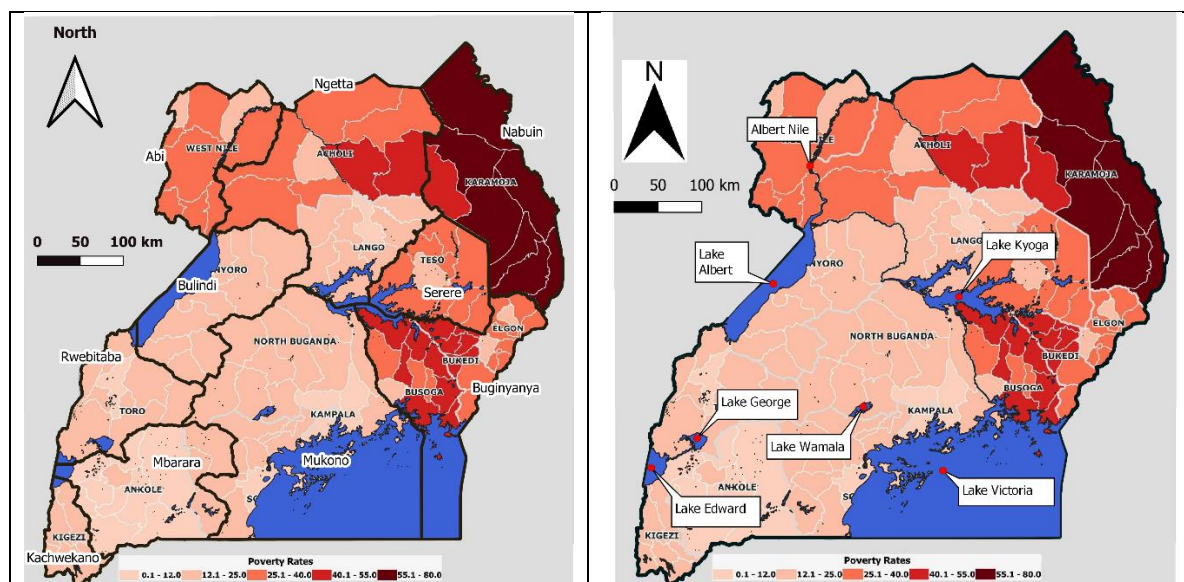 North
Ngetta
Nabuin
WEST NILE
Abi
ACHOLI
KARAMOJA
0 50 100 km
LANGO
TESO
NYORO
Bulindi
Serere
ELGON
NORTH BUGANDA
BUKEDI
Rwebitaba
Buginyanya
BUSOGA
TORO
KAMPALA
Mbarara
Mukono
ANKOLE
KIGEZI
Kachwekano
Poverty Rates
0.1 - 12.0 12.1 - 25.0 25.1 - 40.0 40.1 - 55.0 55.1 - 80.0
N
Albert Nile
ACHOLI
KARAMOJA
0 50 100 km
LANGO
Lake Kyoga
Lake
Albert
NYORO
ELGON
NORTH BUGANDA
BUKEDI
BUSOGA
Lake George
TORO
KAMPALA
Lake Wamala
ANKOLE
Lake Victoria
Lake Edward
KIGEZI
Poverty Rates
0.1 - 12.0 12.1 - 25.0 25.1 - 40.0 40.1 - 55.0 55.1 - 80.0